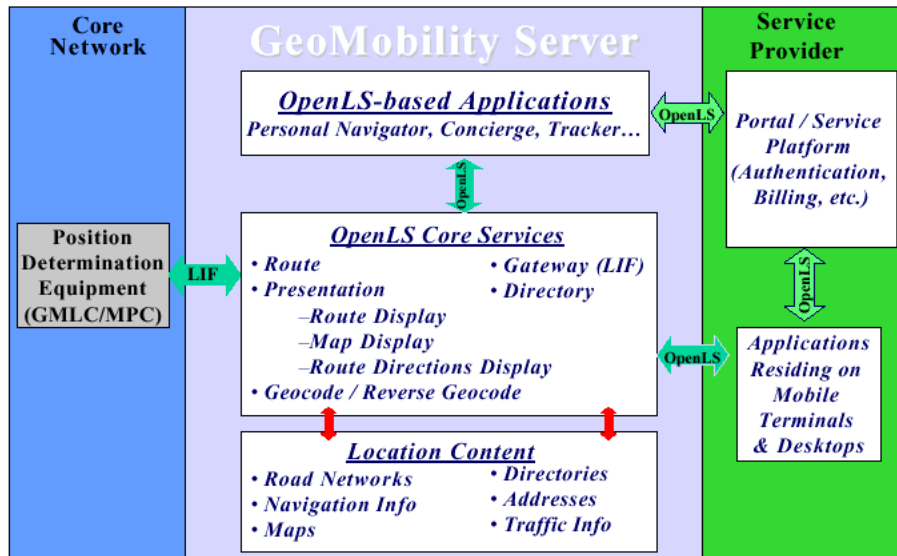 Core
Network
GeoMobility Server
Service
Provider
OpenLS-based Applications
Personal Navigator, Concierge, Tracker…
OpenLS
Portal / Service
Platform
(Authentication,
Billing, etc.)
OpenLS
Position
Determination
Equipment
(GMLC/MPC)
LIF
OpenLS Core Services
• Route
• Presentation
–Route Display
–Map Display
–Route Directions Display
• Geocode / Reverse Geocode
• Gateway (LIF)
• Directory
OpenLS
OpenLS
Applications
Residing on
Mobile
Terminals
& Desktops
Location Content
• Road Networks
• Navigation Info
• Maps
• Directories
• Addresses
• Traffic Info